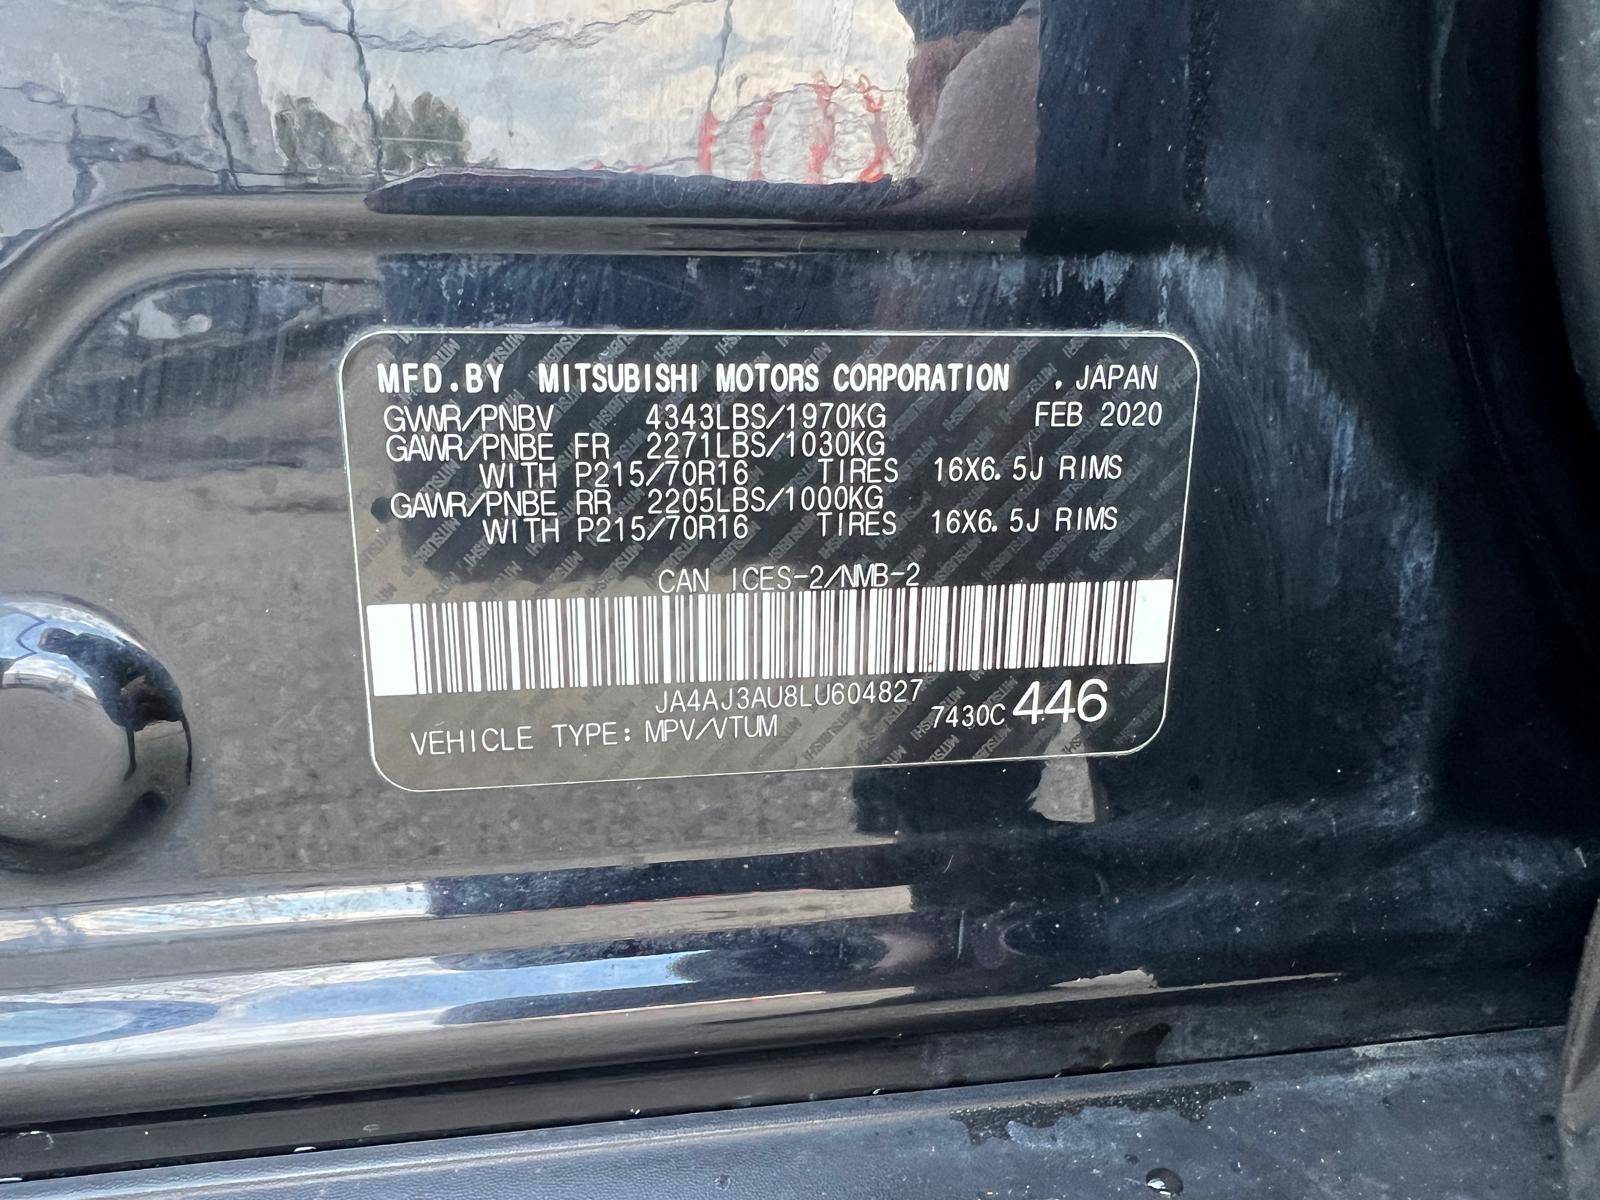 MFD.BY MITSUBISHI MOTORS CORPORATION , JAPAN
GVWR/PNBV 4343LBS/1970KG FEB 2020
GAWR/PNBE FR 2271LBS/1030KG
WITH P215/70R16 TIRES 16X6.5J RIMS
GAWR/PNBE RR 2205LBS/1000KG
WITH P215/70R16 TIRES 16X6.5J RIMS
CAN ICES-2/NMB-2
JA4AJ3AU8LU604827
VEHICLE TYPE: MPV/VTUM 7430C 446